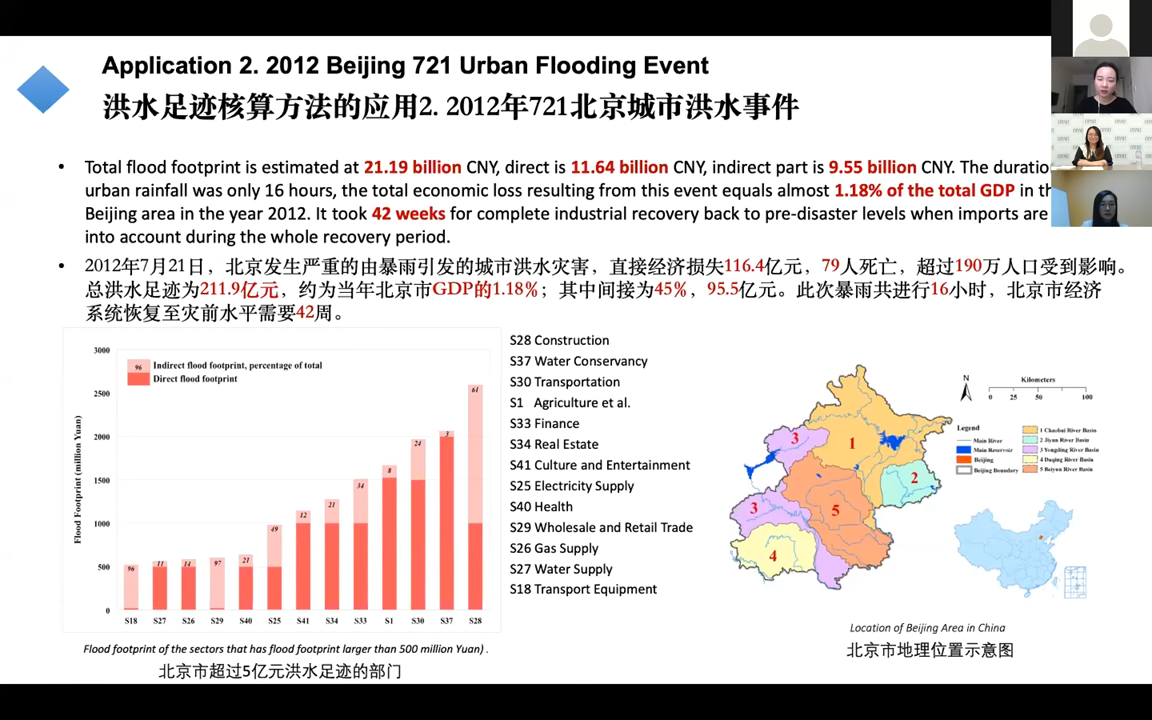 Application 2. 2012 Beijing 721 Urban Flooding Event
洪水足迹核算方法的应用2. 2012年721北京城市洪水事件
• Total flood footprint is estimated at 21.19 billion CNY, direct is 11.64 billion CNY, indirect part is 9.55 billion CNY. The duratio
urban rainfall was only 16 hours, the total economic loss resulting from this event equals almost 1.18% of the total GDP in th
Beijing area in the year 2012. It took 42 weeks for complete industrial recovery back to pre-disaster levels when imports are
into account during the whole recovery period.
• 2012年7月21日，北京发生严重的由暴雨引发的城市洪水灾害，直接经济损失116.4亿元，79人死亡，超过190万人口受到影响。
总洪水足迹为211.9亿元，约为当年北京市GDP的1.18%；其中间接为45%，95.5亿元。此次暴雨共进行16小时，北京市经济
系统恢复至灾前水平需要42周。
Flood Footprint (million Yuan)
3000
2500
2000
1500
1000
500
0
96 Indirect flood footprint, percentage of total
Direct flood footprint
96 11 14 97 21 49 12 21 34 8 24 3 61
S18 S27 S26 S29 S40 S25 S41 S34 S33 S1 S30 S37 S28
Flood footprint of the sectors that has flood footprint larger than 500 million Yuan) .
北京市超过5亿元洪水足迹的部门
S28 Construction
S37 Water Conservancy
S30 Transportation
S1 Agriculture et al.
S33 Finance
S34 Real Estate
S41 Culture and Entertainment
S25 Electricity Supply
S40 Health
S29 Wholesale and Retail Trade
S26 Gas Supply
S27 Water Supply
S18 Transport Equipment
1
2
3
3
4
5
N
Kilometers
0 25 50 100
Legend
Main River
Main Reservoir
Beijing
Beijing Boundary
1 Chaobai River Basin
2 Jiyun River Basin
3 Yongding River Basin
4 Daqing River Basin
5 Beiyun River Basin
Location of Beijing Area in China
北京市地理位置示意图